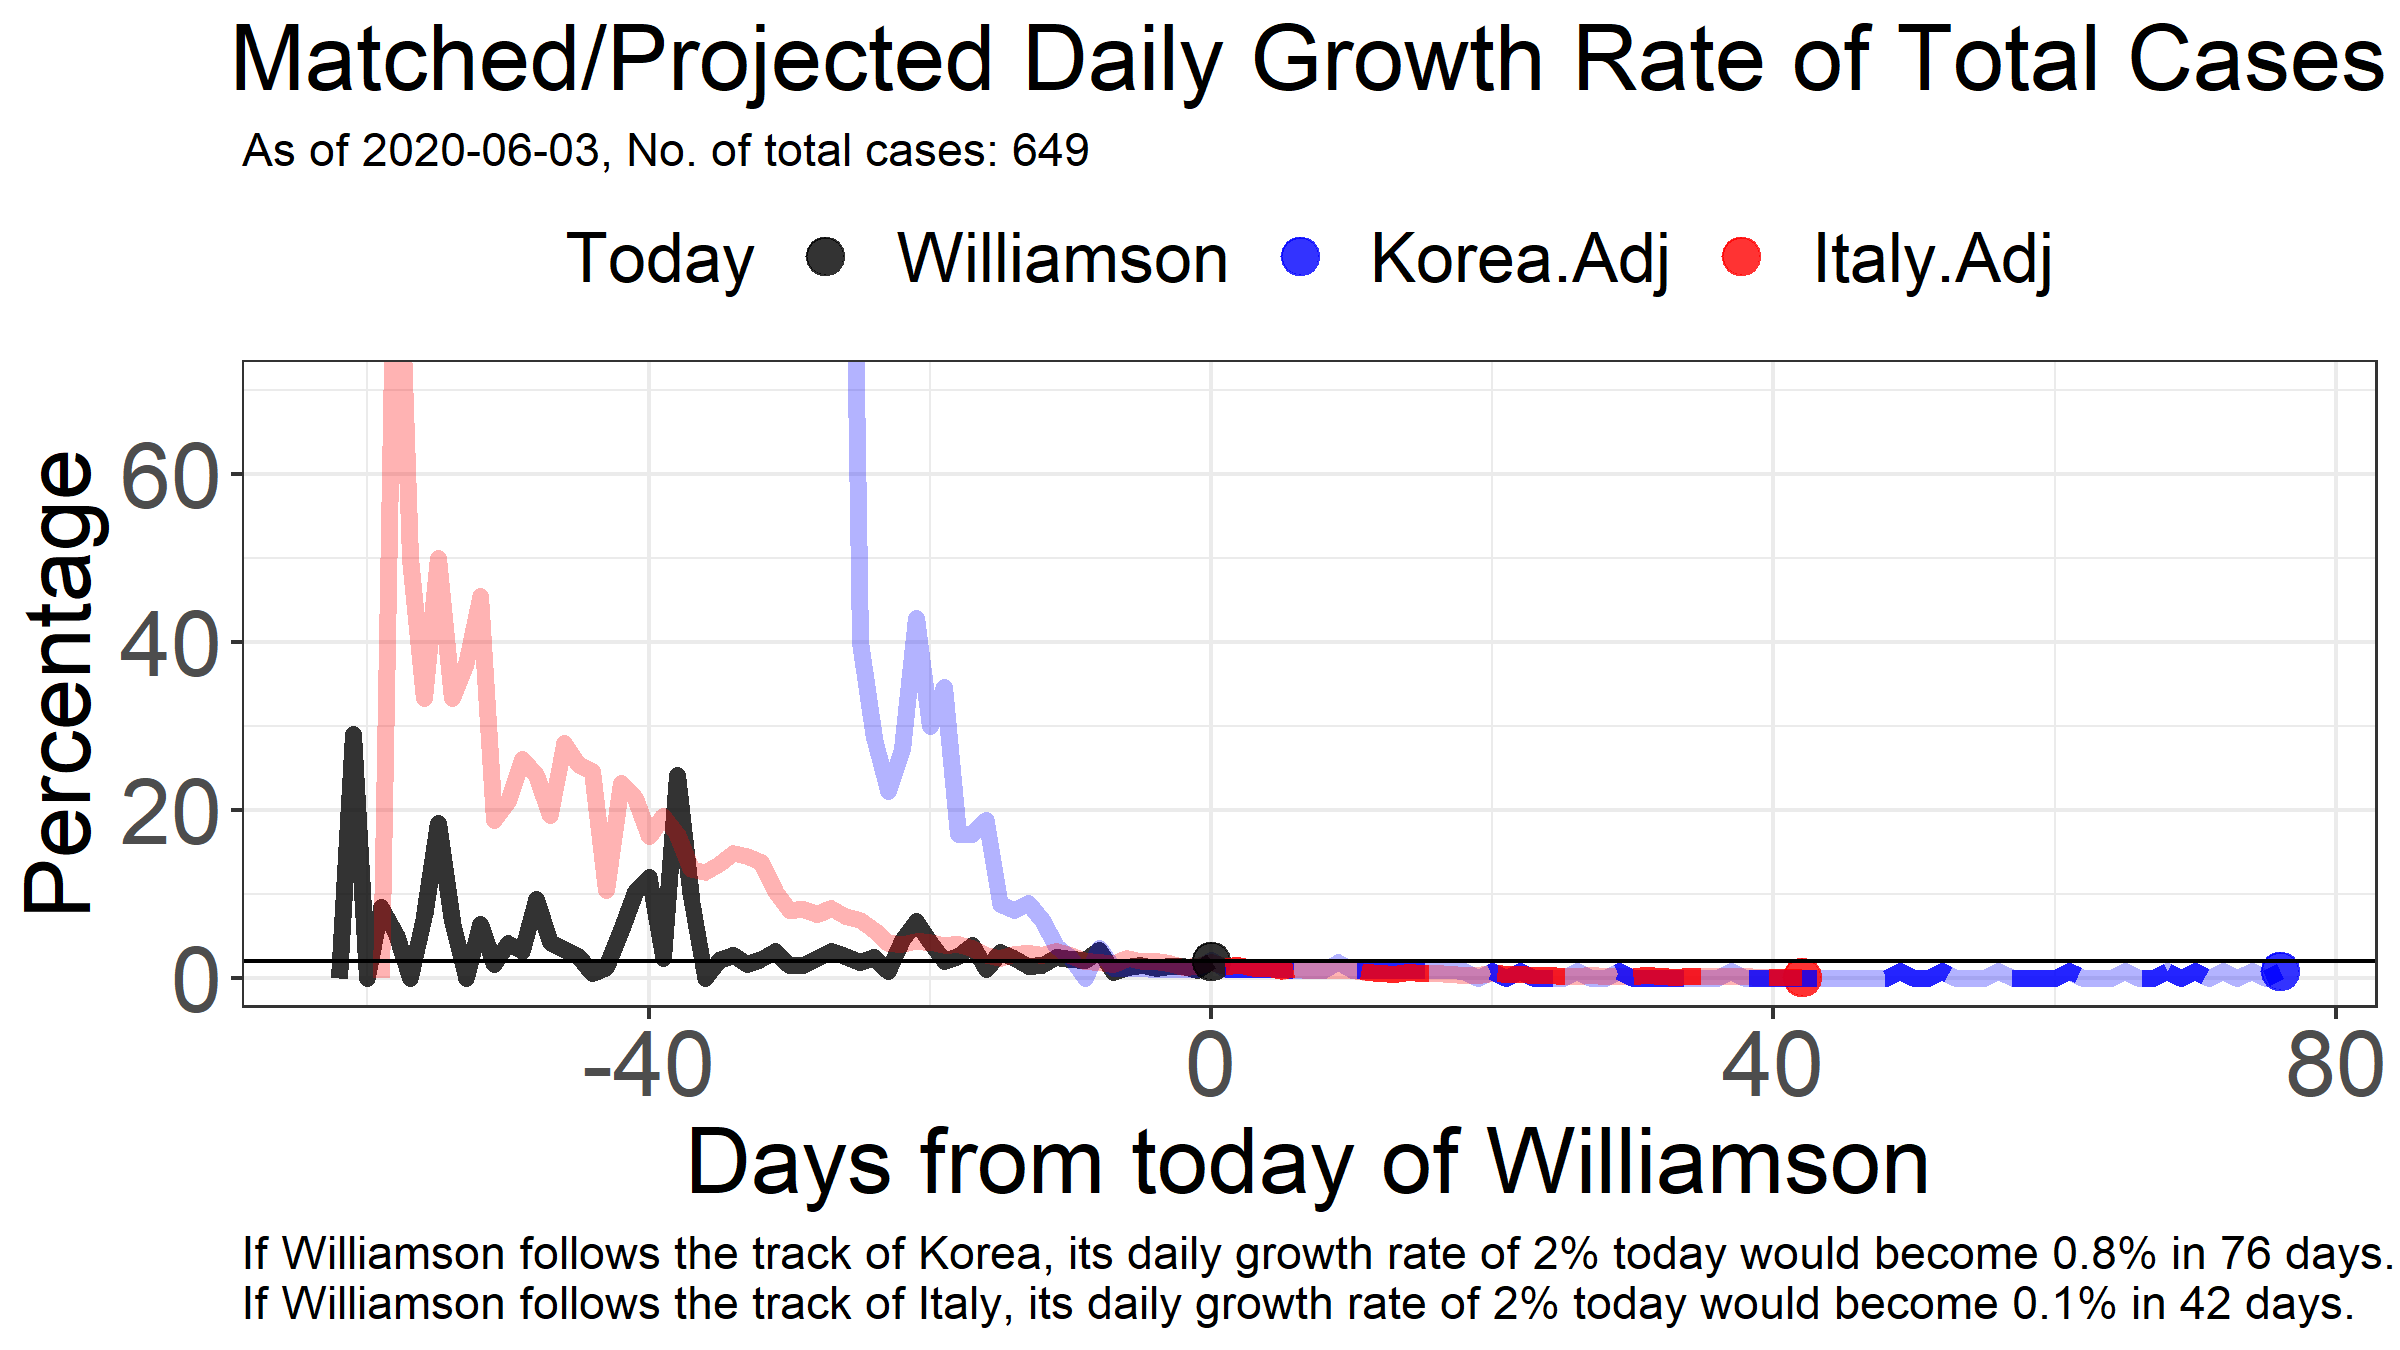 Matched/Projected Daily Growth Rate of Total Cases
As of 2020-06-03, No. of total cases: 649
Today Williamson Korea.Adj Italy.Adj
Percentage
60
40
20
0
-40 0 40 80
Days from today of Williamson
If Williamson follows the track of Korea, its daily growth rate of 2% today would become 0.8% in 76 days.
If Williamson follows the track of Italy, its daily growth rate of 2% today would become 0.1% in 42 days.